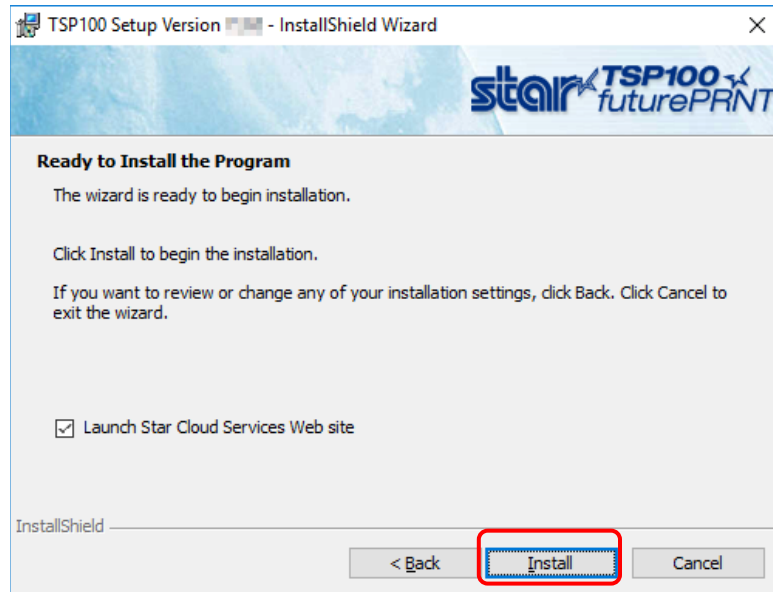 TSP100 Setup Version - InstallShield Wizard
star TSP100
futurePRNT
Ready to Install the Program
The wizard is ready to begin installation.
Click Install to begin the installation.
If you want to review or change any of your installation settings, click Back. Click Cancel to
exit the wizard.
Launch Star Cloud Services Web site
InstallShield
< Back Install Cancel